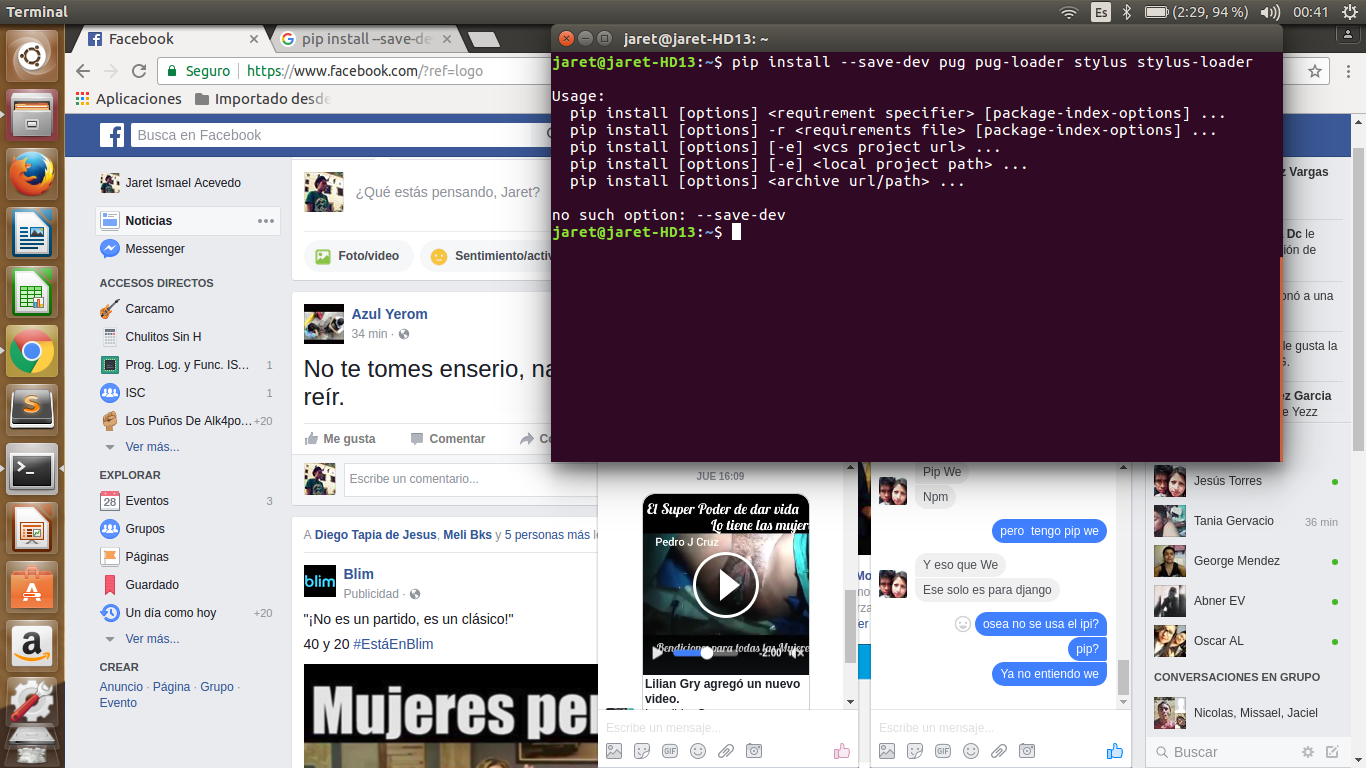 Terminal
Es
(2:29, 94 %)
00:41
Facebook
pip install --save-de
jaret@jaret-HD13: ~
Seguro
https://www.facebook.com/?ref=logo
Aplicaciones
Importado desde
jaret@jaret-HD13:~$ pip install --save-dev pug pug-loader stylus stylus-loader
Usage:
pip install [options] <requirement specifier> [package-index-options] ...
pip install [options] -r <requirements file> [package-index-options] ...
pip install [options] [-e] <vcs project url> ...
pip install [options] [-e] <local project path> ...
pip install [options] <archive url/path> ...
no such option: --save-dev
jaret@jaret-HD13:~$
Busca en Facebook
Jaret Ismael Acevedo
Noticias
Messenger
ACCESOS DIRECTOS
Carcamo
Chulitos Sin H
Prog. Log. y Func. IS... 1
ISC 1
Los Puños De Alk4po... +20
Ver más...
EXPLORAR
Eventos 3
Grupos
Páginas
Guardado
Un día como hoy +20
Ver más...
CREAR
Anuncio · Página · Grupo ·
Evento
¿Qué estás pensando, Jaret?
Foto/video
Sentimiento/activ
Azul Yerom
34 min ·
No te tomes enserio, na
reír.
Me gusta
Comentar
Co
Escribe un comentario...
A Diego Tapia de Jesus, Meli Bks y 5 personas más le
Blim
Publicidad ·
"¡No es un partido, es un clásico!"
40 y 20 #EstáEnBlim
Mujeres per
JUE 16:09
El Super Poder de dar vida
Lo tiene las mujere
Pedro J Cruz
Bendiciones para todas las Mujere
-2:00
Lilian Gry agregó un nuevo
video.
Escribe un mensaje...
GIF
Pip We
Npm
pero tengo pip we
Y eso que We
Ese solo es para django
osea no se usa el ipi?
pip?
Ya no entiendo we
Escribe un mensaje...
GIF
z Vargas
Dc le
ión de
onó a una
le gusta la
G.
ez Garcia
e Yezz
Jesús Torres
Tania Gervacio 36 min
George Mendez
Abner EV
Oscar AL
CONVERSACIONES EN GRUPO
Nicolas, Missael, Jaciel
Buscar